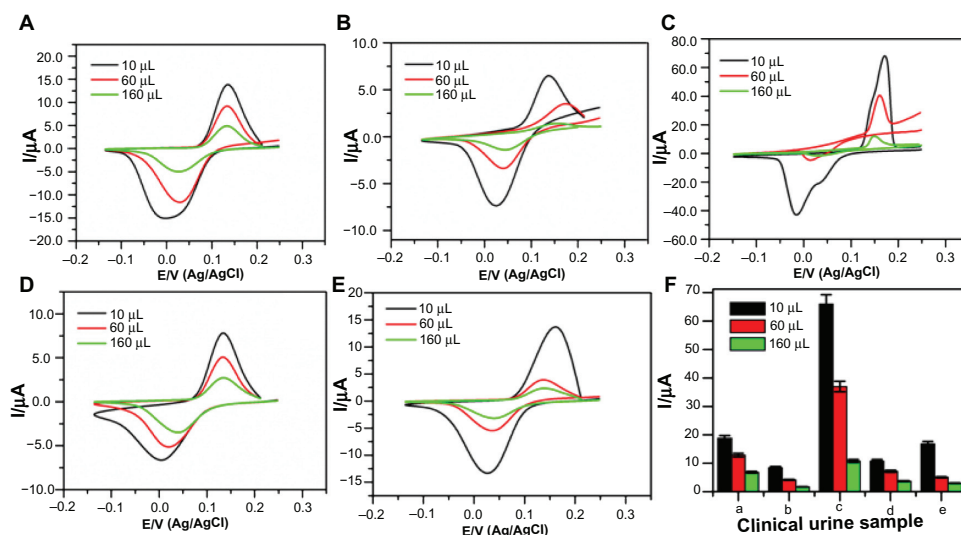 A
I/μA
22.5
20.0
15.0
10.0
5.0
0.0
−5.0
−10.0
−15.0
−20.0
10 μL
60 μL
160 μL
−0.2 −0.1 0.0 0.1 0.2 0.3
E/V (Ag/AgCl)
B
I/μA
10.0
5.0
0.0
−5.0
−10.0
10 μL
60 μL
160 μL
−0.2 −0.1 0.0 0.1 0.2 0.3
E/V (Ag/AgCl)
C
I/μA
80.0
60.0
40.0
20.0
0.0
−20.0
−40.0
−60.0
10 μL
60 μL
160 μL
−0.2 −0.1 0.0 0.1 0.2 0.3
E/V (Ag/AgCl)
D
I/μA
10.0
5.0
0.0
−5.0
−10.0
10 μL
60 μL
160 μL
−0.2 −0.1 0.0 0.1 0.2 0.3
E/V (Ag/AgCl)
E
I/μA
20
15
10
5
0
−5
−10
−15
10 μL
60 μL
160 μL
−0.2 −0.1 0.0 0.1 0.2 0.3
E/V (Ag/AgCl)
F
I/μA
70
60
50
40
30
20
10
0
10 μL
60 μL
160 μL
a b c d e
Clinical urine sample